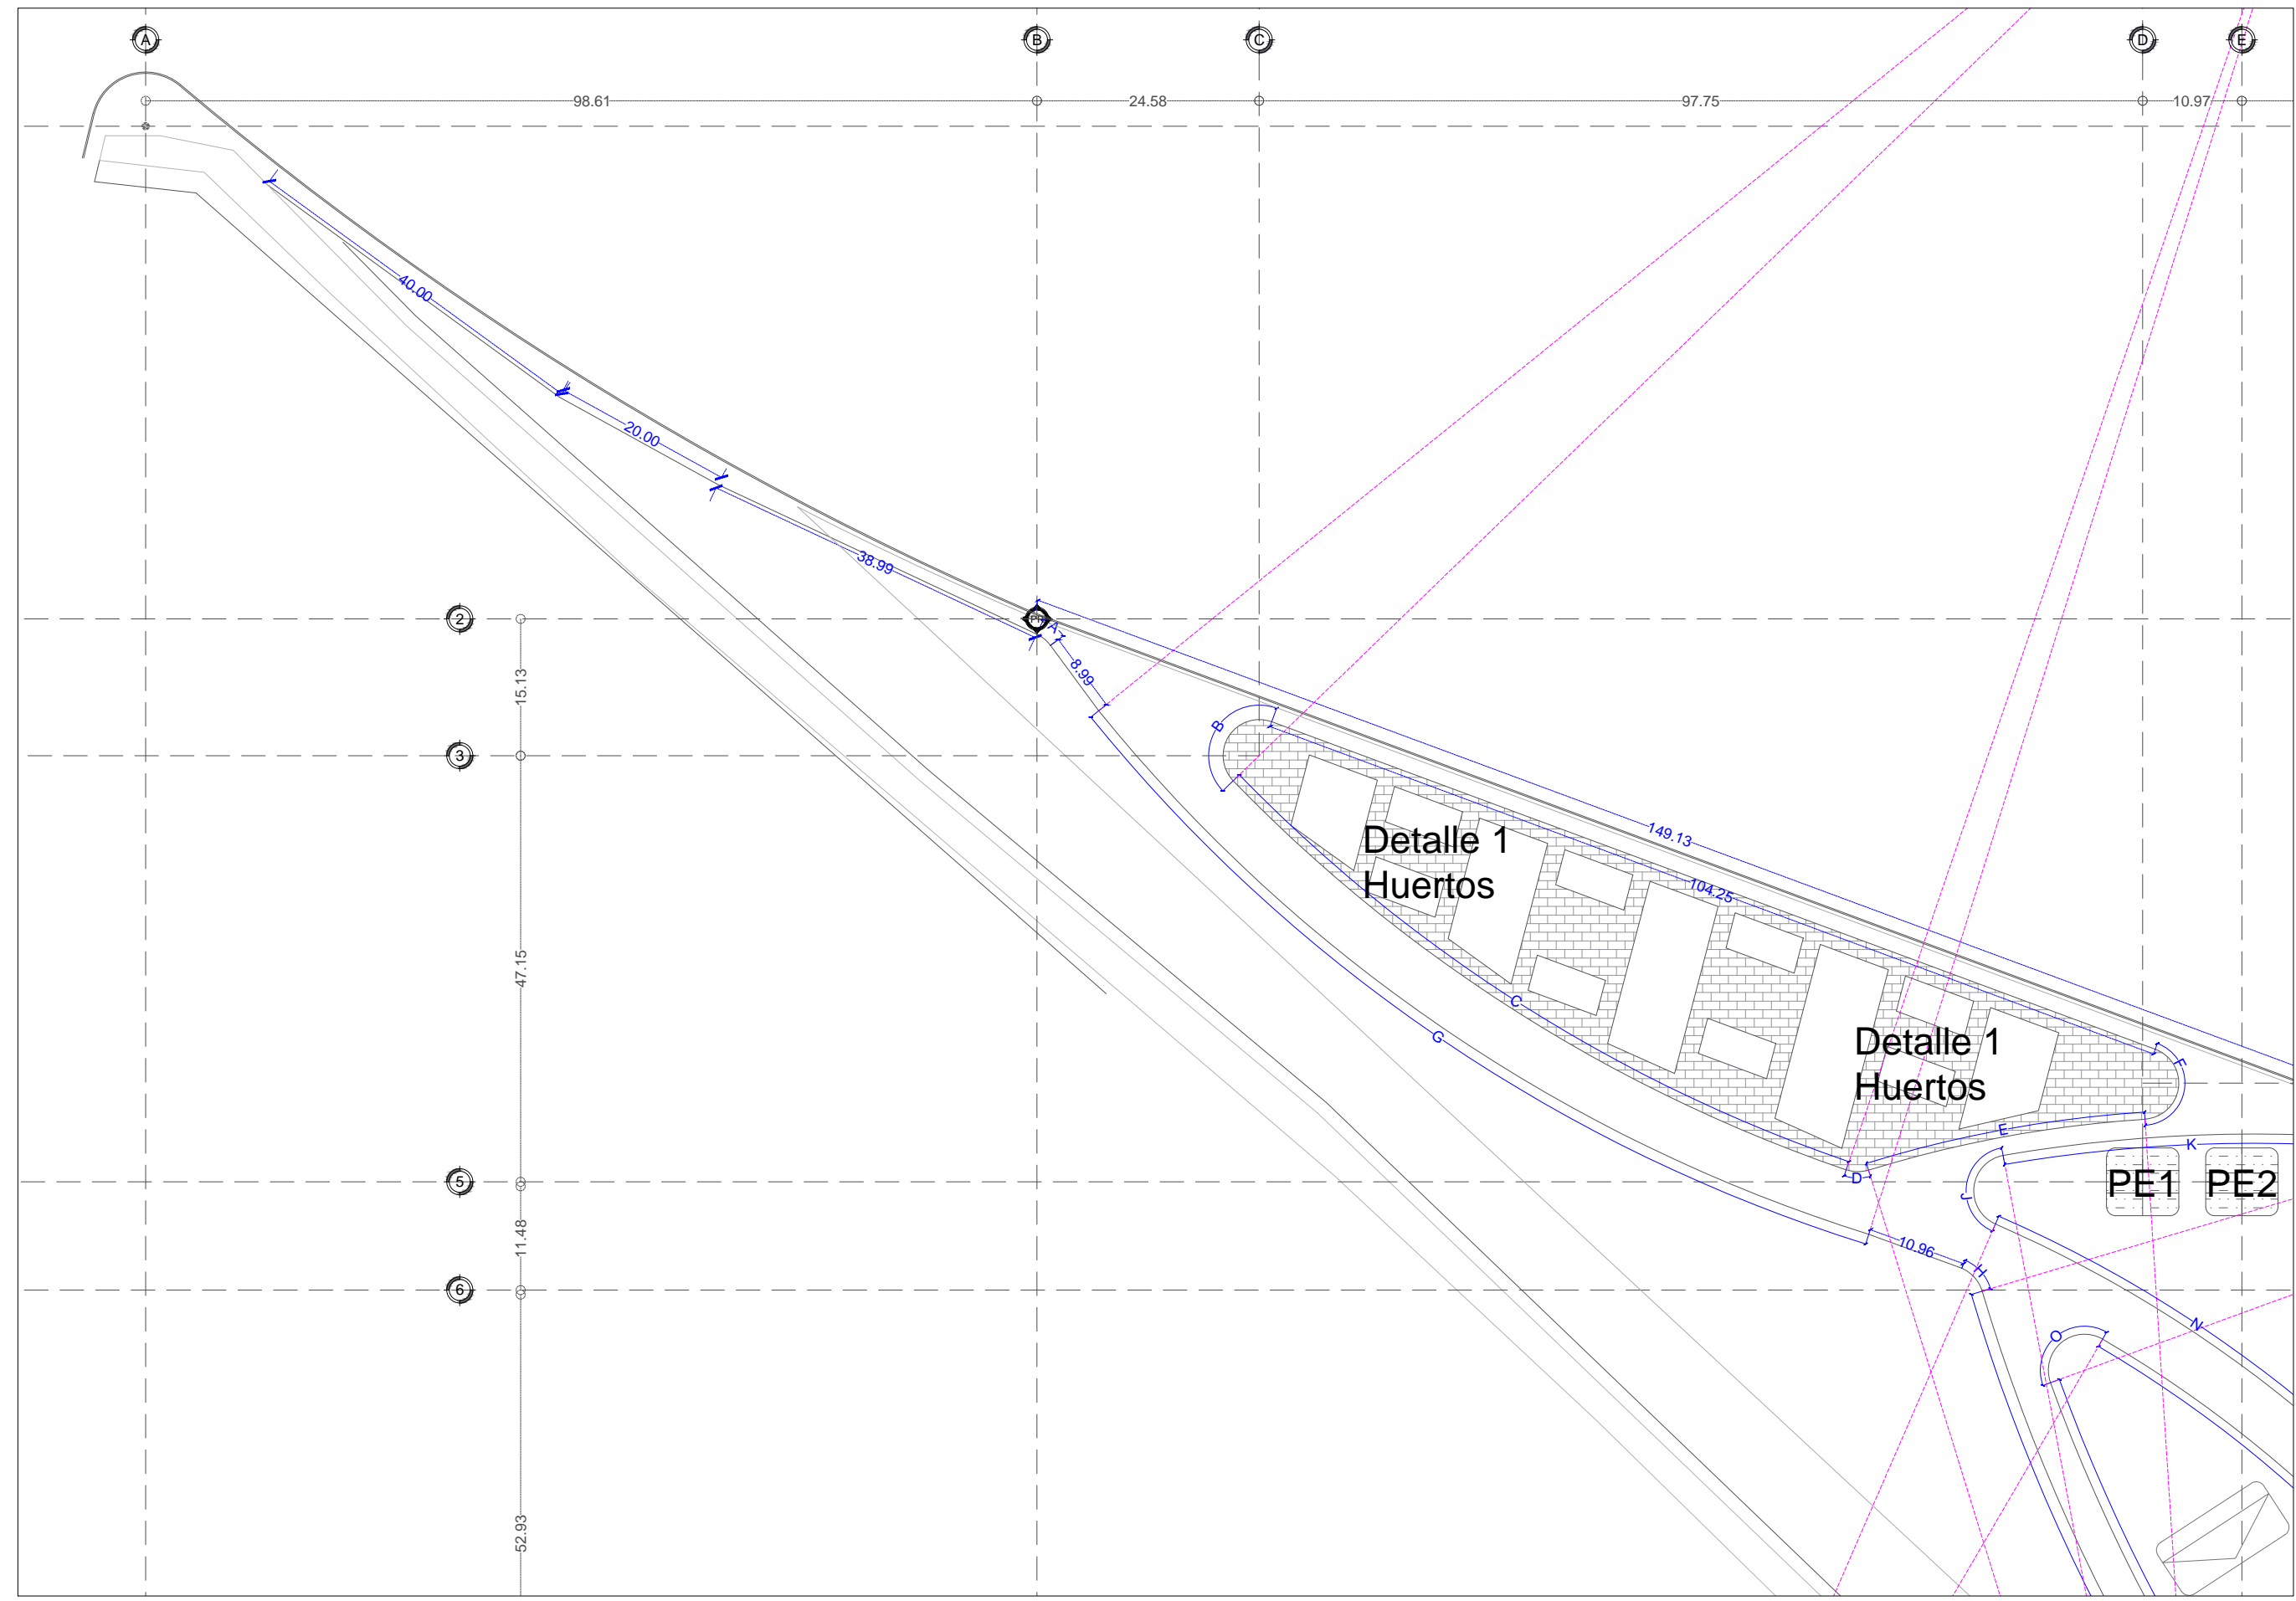 A
B
C
D
E
98.61
24.58
97.75
10.97
40.00
20.00
38.99
2
A
8.99
15.13
B
3
149.13
Detalle 1
Huertos
104.25
47.15
C
G
Detalle 1
Huertos
F
E
K
D
PE1
PE2
5
J
11.48
10.96
H
6
N
O
52.93